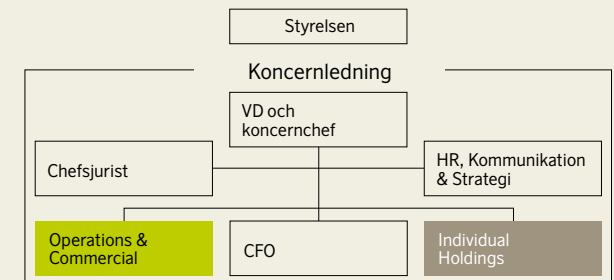 Styrelsen
Koncernledning
VD och
koncernchef
Chefsjurist
HR, Kommunikation
& Strategi
Operations &
Commercial
CFO
Individual
Holdings